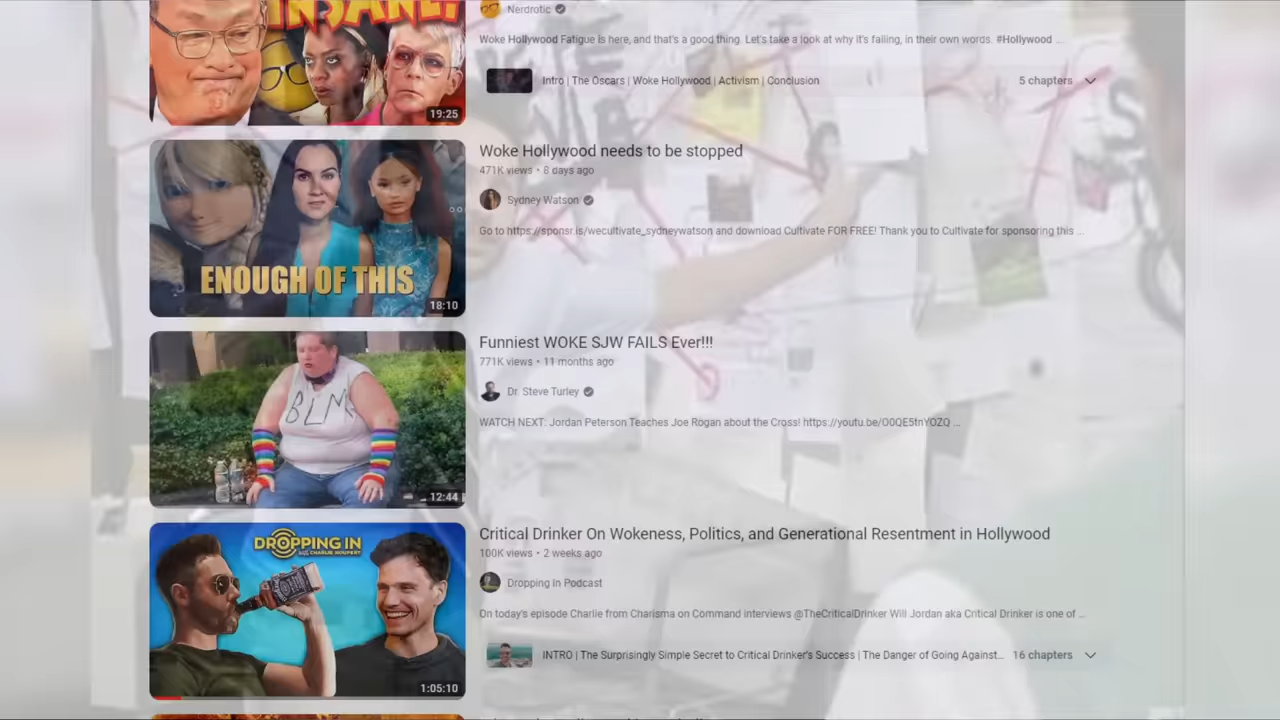 INSANE!
19:25
Nerdrotic
Woke Hollywood Fatigue is here, and that's a good thing. Let's take a look at why it's failing, in their own words. #Hollywood ...
Intro | The Oscars | Woke Hollywood | Activism | Conclusion
5 chapters
ENOUGH OF THIS
18:10
Woke Hollywood needs to be stopped
471K views • 8 days ago
Sydney Watson
Go to https://sponsr.is/wecultivate_sydneywatson and download Cultivate FOR FREE! Thank you to Cultivate for sponsoring this ...
BLM
12:44
Funniest WOKE SJW FAILS Ever!!!
771K views • 11 months ago
Dr. Steve Turley
WATCH NEXT: Jordan Peterson Teaches Joe Rogan about the Cross! https://youtu.be/O0QE5tnYOZQ ...
DROPPING IN
WITH CHARLIE HOUPERT
1:05:10
Critical Drinker On Wokeness, Politics, and Generational Resentment in Hollywood
100K views • 2 weeks ago
Dropping In Podcast
On today's episode Charlie from Charisma on Command interviews @TheCriticalDrinker Will Jordan aka Critical Drinker is one of ...
INTRO | The Surprisingly Simple Secret to Critical Drinker's Success | The Danger of Going Against...
16 chapters